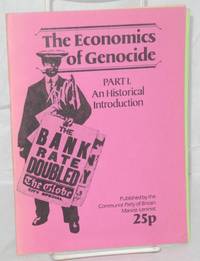 The Economics
of Genocide
PART I.
An Historical
Introduction
THE
BANK
RATE
DOUBLED
The Globe
Published by the
Communist Party of Britain
Marxist-Leninist
25p